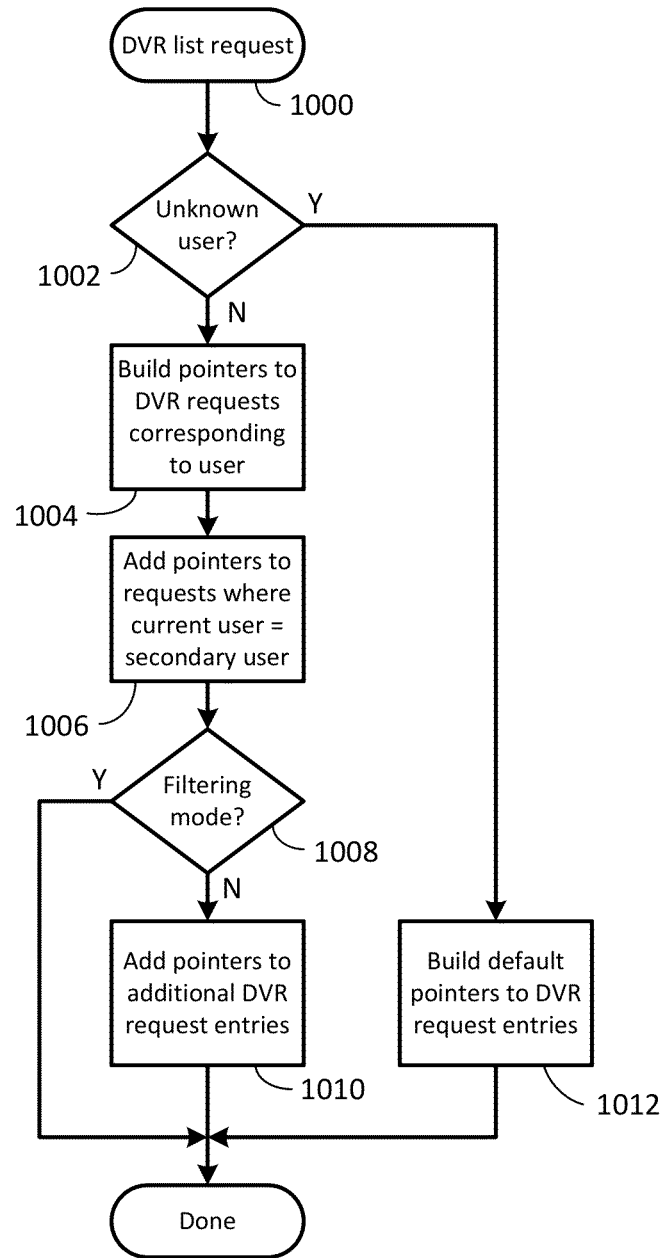 DVR list request
1000
Unknown
user?
Y
1002
N
Build pointers to
DVR requests
corresponding
to user
1004
Add pointers to
requests where
current user =
secondary user
1006
Y
Filtering
mode?
1008
N
Add pointers to
additional DVR
request entries
1010
Build default
pointers to DVR
request entries
1012
Done